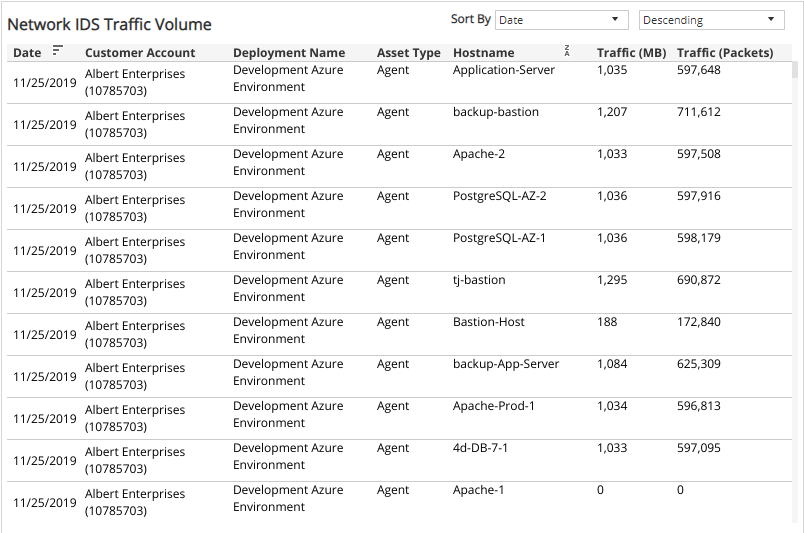 Network IDS Traffic Volume
Sort By Date Descending
Date Customer Account Deployment Name Asset Type Hostname Z A Traffic (MB) Traffic (Packets)
11/25/2019 Albert Enterprises (10785703) Development Azure Environment Agent Application-Server 1,035 597,648
11/25/2019 Albert Enterprises (10785703) Development Azure Environment Agent backup-bastion 1,207 711,612
11/25/2019 Albert Enterprises (10785703) Development Azure Environment Agent Apache-2 1,033 597,508
11/25/2019 Albert Enterprises (10785703) Development Azure Environment Agent PostgreSQL-AZ-2 1,036 597,916
11/25/2019 Albert Enterprises (10785703) Development Azure Environment Agent PostgreSQL-AZ-1 1,036 598,179
11/25/2019 Albert Enterprises (10785703) Development Azure Environment Agent tj-bastion 1,295 690,872
11/25/2019 Albert Enterprises (10785703) Development Azure Environment Agent Bastion-Host 188 172,840
11/25/2019 Albert Enterprises (10785703) Development Azure Environment Agent backup-App-Server 1,084 625,309
11/25/2019 Albert Enterprises (10785703) Development Azure Environment Agent Apache-Prod-1 1,034 596,813
11/25/2019 Albert Enterprises (10785703) Development Azure Environment Agent 4d-DB-7-1 1,033 597,095
11/25/2019 Albert Enterprises (10785703) Development Azure Environment Agent Apache-1 0 0